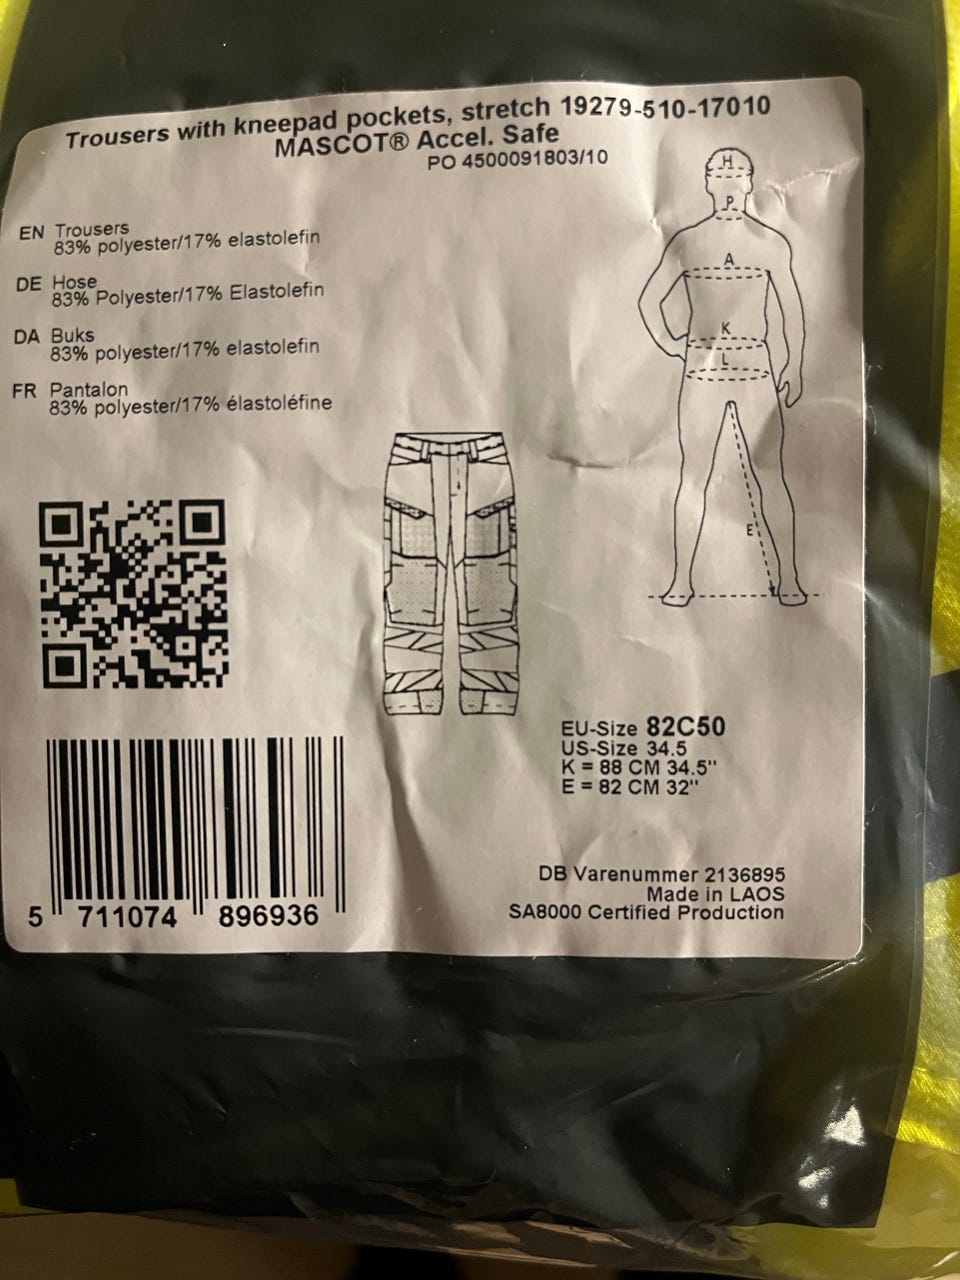 Trousers with kneepad pockets, stretch 19279-510-17010
MASCOT® Accel. Safe
PO 4500091803/10
H
P
A
K
L
E
EN Trousers
83% polyester/17% elastolefin
DE Hose
83% Polyester/17% Elastolefin
DA Buks
83% polyester/17% elastolefin
FR Pantalon
83% polyester/17% élastoléfine
EU-Size 82C50
US-Size 34.5
K = 88 CM 34.5"
E = 82 CM 32"
DB Varenummer 2136895
Made in LAOS
SA8000 Certified Production
5 711074 896936